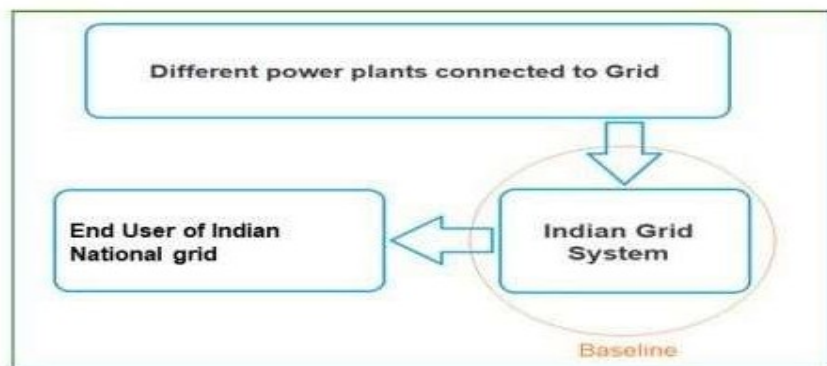 Different power plants connected to Grid
Indian Grid
System
End User of Indian
National grid
Baseline